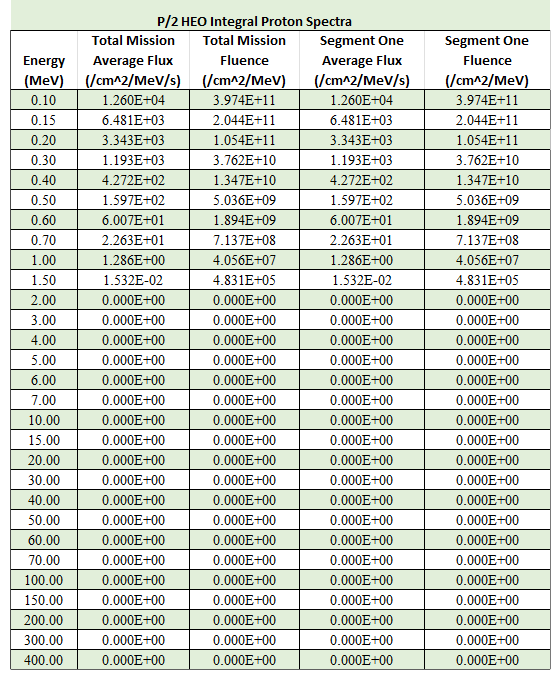 P/2 HEO Integral Proton Spectra
Energy (MeV) Total Mission Average Flux (/cm^2/MeV/s) Total Mission Fluence (/cm^2/MeV) Segment One Average Flux (/cm^2/MeV/s) Segment One Fluence (/cm^2/MeV)
0.10 1.260E+04 3.974E+11 1.260E+04 3.974E+11
0.15 6.481E+03 2.044E+11 6.481E+03 2.044E+11
0.20 3.343E+03 1.054E+11 3.343E+03 1.054E+11
0.30 1.193E+03 3.762E+10 1.193E+03 3.762E+10
0.40 4.272E+02 1.347E+10 4.272E+02 1.347E+10
0.50 1.597E+02 5.036E+09 1.597E+02 5.036E+09
0.60 6.007E+01 1.894E+09 6.007E+01 1.894E+09
0.70 2.263E+01 7.137E+08 2.263E+01 7.137E+08
1.00 1.286E+00 4.056E+07 1.286E+00 4.056E+07
1.50 1.532E-02 4.831E+05 1.532E-02 4.831E+05
2.00 0.000E+00 0.000E+00 0.000E+00 0.000E+00
3.00 0.000E+00 0.000E+00 0.000E+00 0.000E+00
4.00 0.000E+00 0.000E+00 0.000E+00 0.000E+00
5.00 0.000E+00 0.000E+00 0.000E+00 0.000E+00
6.00 0.000E+00 0.000E+00 0.000E+00 0.000E+00
7.00 0.000E+00 0.000E+00 0.000E+00 0.000E+00
10.00 0.000E+00 0.000E+00 0.000E+00 0.000E+00
15.00 0.000E+00 0.000E+00 0.000E+00 0.000E+00
20.00 0.000E+00 0.000E+00 0.000E+00 0.000E+00
30.00 0.000E+00 0.000E+00 0.000E+00 0.000E+00
40.00 0.000E+00 0.000E+00 0.000E+00 0.000E+00
50.00 0.000E+00 0.000E+00 0.000E+00 0.000E+00
60.00 0.000E+00 0.000E+00 0.000E+00 0.000E+00
70.00 0.000E+00 0.000E+00 0.000E+00 0.000E+00
100.00 0.000E+00 0.000E+00 0.000E+00 0.000E+00
150.00 0.000E+00 0.000E+00 0.000E+00 0.000E+00
200.00 0.000E+00 0.000E+00 0.000E+00 0.000E+00
300.00 0.000E+00 0.000E+00 0.000E+00 0.000E+00
400.00 0.000E+00 0.000E+00 0.000E+00 0.000E+00